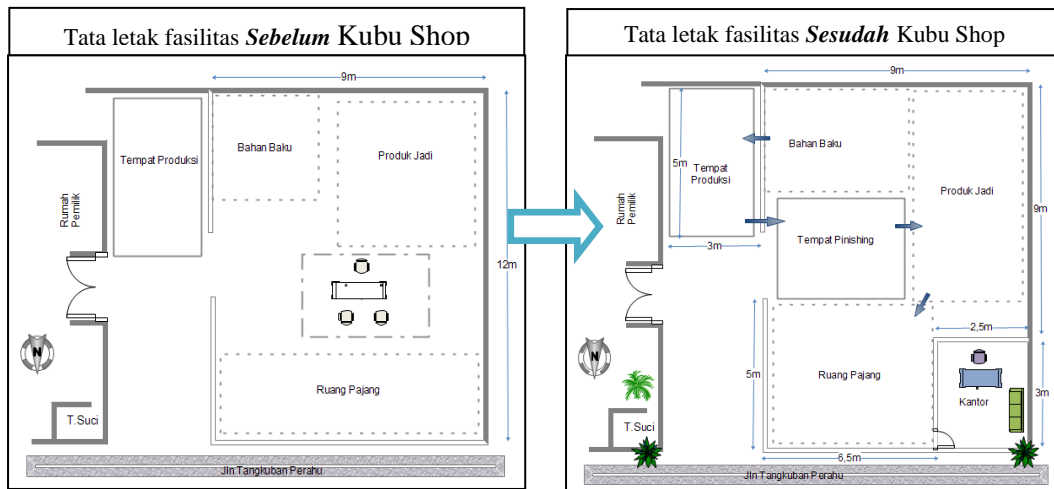 Tata letak fasilitas Sebelum Kubu Shop
9m
Tempat Produksi
Bahan Baku
Produk Jadi
Rumah
Pemilik
12m
N
Ruang Pajang
T.Suci
Jln Tangkuban Perahu
Tata letak fasilitas Sesudah Kubu Shop
9m
Bahan Baku
5m
Tempat
Produksi
Produk Jadi
Rumah
Pemilik
9m
Tempat Pinishing
3m
2,5m
N
5m
Ruang Pajang
Kantor
3m
T.Suci
6,5m
Jln Tangkuban Perahu